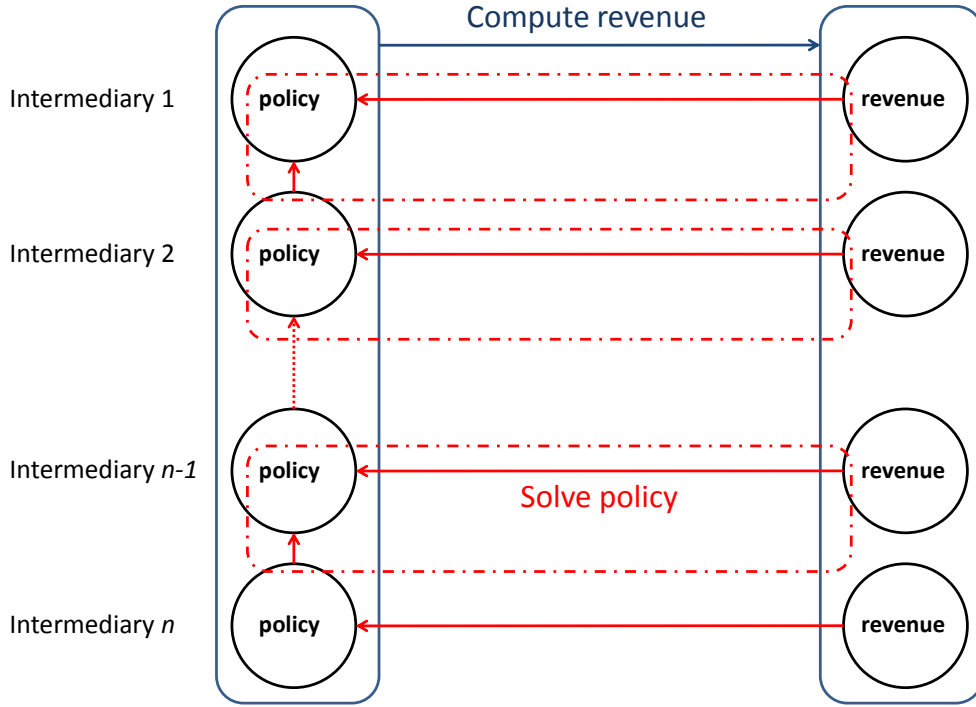 Compute revenue
Intermediary 1
policy
revenue
Intermediary 2
policy
revenue
Intermediary n-1
policy
revenue
Solve policy
Intermediary n
policy
revenue